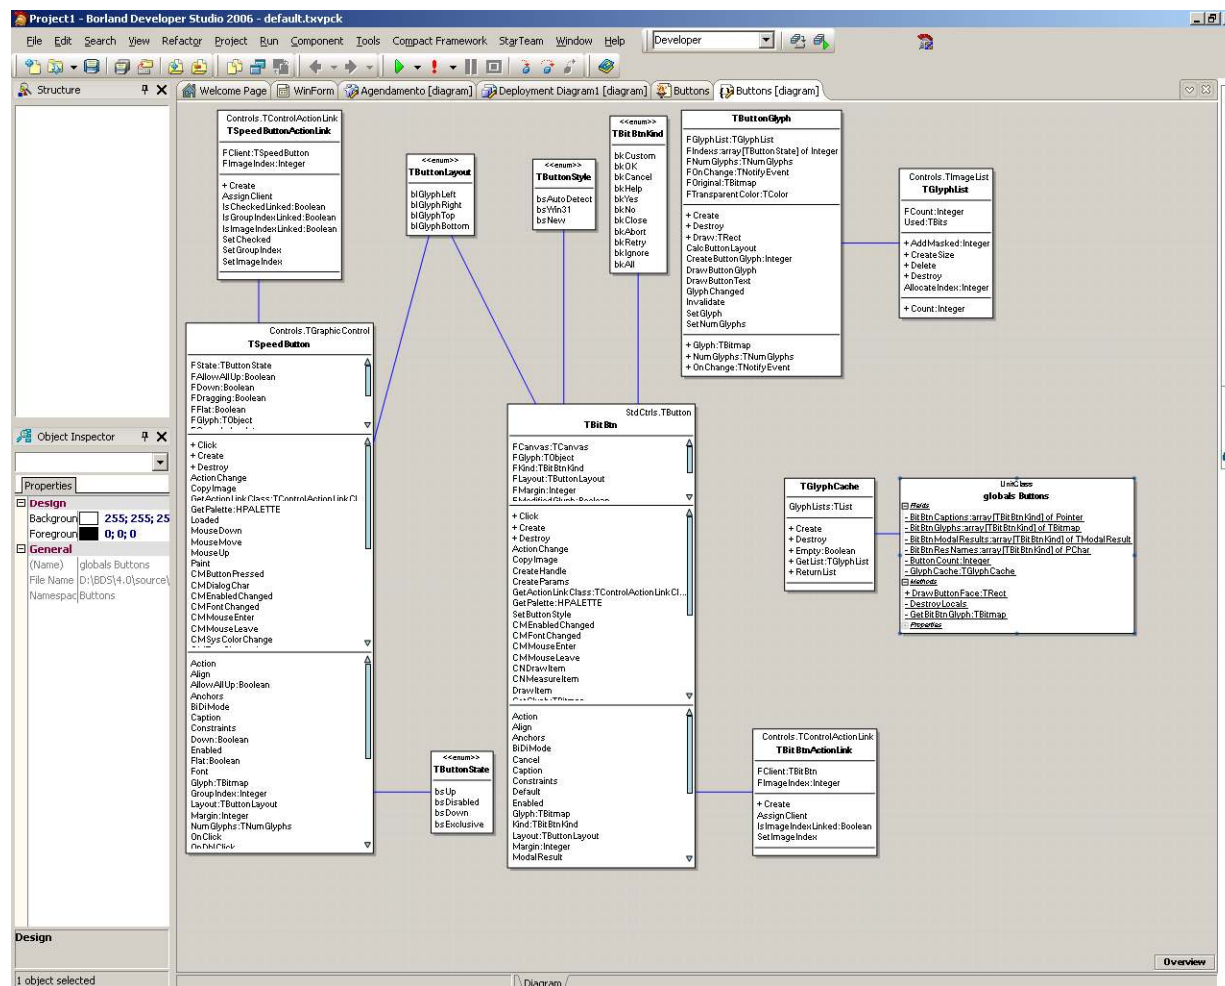 Project1 - Borland Developer Studio 2006 - default.txvpck
File Edit Search View Refactor Project Run Component Tools Compact Framework StarTeam Window Help Developer
Structure
Welcome Page WinForm Agendamento [diagram] Deployment Diagram1 [diagram] Buttons Buttons [diagram]
Controls.TControlActionLink
TSpeedButtonActionLink
FClient:TSpeedButton
FImageIndex:Integer
+ Create
AssignClient
IsCheckedLinked:Boolean
IsGroupIndexLinked:Boolean
IsImageIndexLinked:Boolean
SetChecked
SetGroupIndex
SetImageIndex
<<enum>>
TButtonLayout
blGlyphLeft
blGlyphRight
blGlyphTop
blGlyphBottom
<<enum>>
TButtonStyle
bsAutoDetect
bsWin31
bsNew
<<enum>>
TBitBtnKind
bkCustom
bkOK
bkCancel
bkHelp
bkYes
bkNo
bkClose
bkAbort
bkRetry
bkIgnore
bkAll
TButtonGlyph
FGlyphList:TGlyphList
FIndexs:array[TButtonState] of Integer
FNumGlyphs:TNumGlyphs
FOnChange:TNotifyEvent
FOriginal:TBitmap
FTransparentColor:TColor
+ Create
+ Destroy
+ Draw:TRect
CalcButtonLayout
CreateButtonGlyph:Integer
DrawButtonGlyph
DrawButtonText
GlyphChanged
Invalidate
SetGlyph
SetNumGlyphs
+ Glyph:TBitmap
+ NumGlyphs:TNumGlyphs
+ OnChange:TNotifyEvent
Controls.TImageList
TGlyphList
FCount:Integer
Used:TBits
+ AddMasked:Integer
+ CreateSize
+ Delete
+ Destroy
AllocateIndex:Integer
+ Count:Integer
Controls.TGraphicControl
TSpeedButton
FState:TButtonState
FAllowAllUp:Boolean
FDown:Boolean
FDragging:Boolean
FFlat:Boolean
FGlyph:TObject
+ Click
+ Create
+ Destroy
ActionChange
CopyImage
GetActionLinkClass:TControlActionLinkCl
GetPalette:HPALETTE
Loaded
MouseDown
MouseMove
MouseUp
Paint
CMButtonPressed
CMDialogChar
CMEnabledChanged
CMFontChanged
CMMouseEnter
CMMouseLeave
CMSysColorChange
Action
Align
AllowAllUp:Boolean
Anchors
BiDiMode
Caption
Constraints
Down:Boolean
Enabled
Flat:Boolean
Font
Glyph:TBitmap
GroupIndex:Integer
Layout:TButtonLayout
Margin:Integer
NumGlyphs:TNumGlyphs
OnClick
OnDblClick
StdCtrls.TButton
TBitBtn
FCanvas:TCanvas
FGlyph:TObject
FKind:TBitBtnKind
FLayout:TButtonLayout
FMargin:Integer
FModifiedGlyph:Boolean
+ Click
+ Create
+ Destroy
ActionChange
CopyImage
CreateHandle
CreateParams
GetActionLinkClass:TControlActionLinkCl...
GetPalette:HPALETTE
SetButtonStyle
CMEnabledChanged
CMFontChanged
CMMouseEnter
CMMouseLeave
CNDrawItem
CNMeasureItem
DrawItem
GetGlyph:TBitmap
Action
Align
Anchors
BiDiMode
Cancel
Caption
Constraints
Default
Enabled
Glyph:TBitmap
Kind:TBitBtnKind
Layout:TButtonLayout
Margin:Integer
ModalResult
TGlyphCache
GlyphLists:TList
+ Create
+ Destroy
+ Empty:Boolean
+ GetList:TGlyphList
+ ReturnList
UnitClass
globals Buttons
Fields
- BitBtnCaptions:array[TBitBtnKind] of Pointer
- BitBtnGlyphs:array[TBitBtnKind] of TBitmap
- BitBtnModalResults:array[TBitBtnKind] of TModalResult
- BitBtnResNames:array[TBitBtnKind] of PChar
- ButtonCount:Integer
- GlyphCache:TGlyphCache
Methods
+ DrawButtonFace:TRect
- DestroyLocals
- GetBitBtnGlyph:TBitmap
Properties
<<enum>>
TButtonState
bsUp
bsDisabled
bsDown
bsExclusive
Controls.TControlActionLink
TBitBtnActionLink
FClient:TBitBtn
FImageIndex:Integer
+ Create
AssignClient
IsImageIndexLinked:Boolean
SetImageIndex
Object Inspector
Properties
Design
Backgroun 255; 255; 25
Foregroun 0; 0; 0
General
(Name) globals Buttons
File Name D:\BDS\4.0\source\
Namespac Buttons
Design
Overview
1 object selected
Diagram